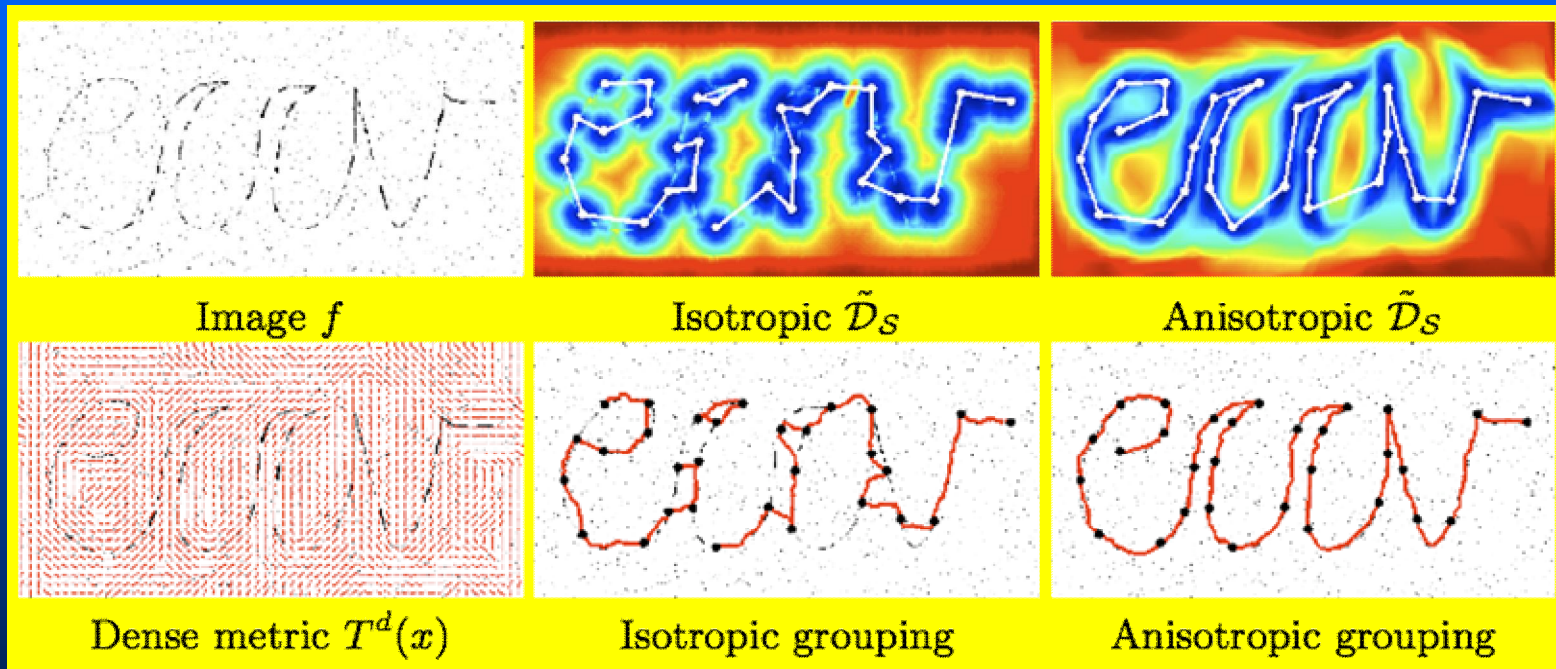 Image f
Isotropic D̃_S
Anisotropic D̃_S
Dense metric T^d(x)
Isotropic grouping
Anisotropic grouping